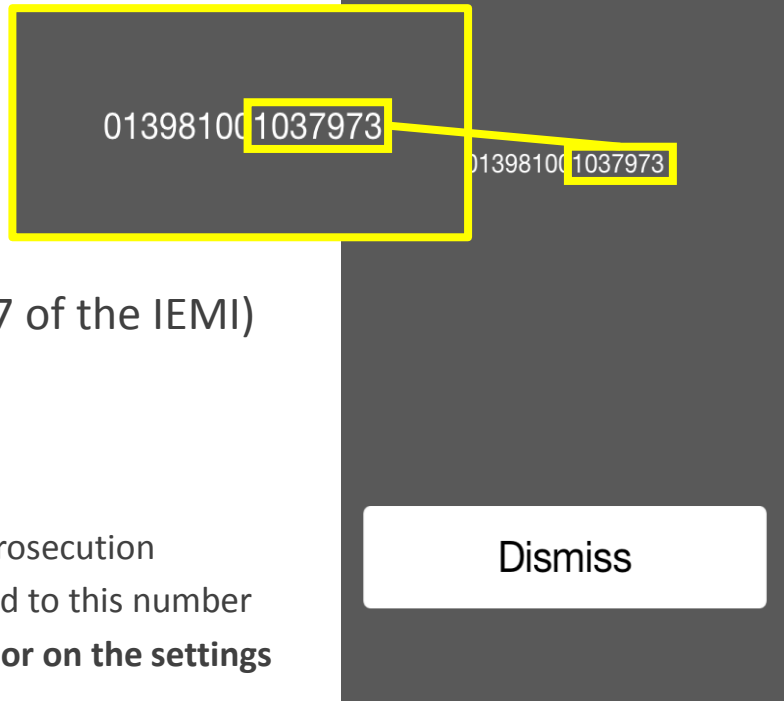 013981001037973
013981001037973
7 of the IEMI)
rosecution
Dismiss
d to this number
or on the settings